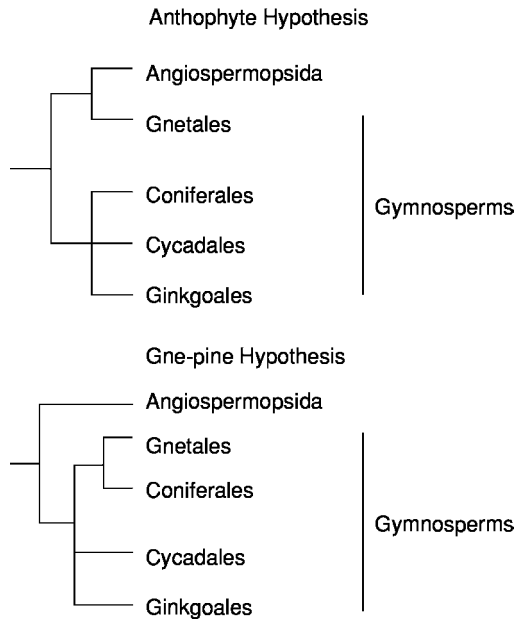 Anthophyte Hypothesis
Angiospermopsida
Gnetales
Coniferales
Gymnosperms
Cycadales
Ginkgoales
Gne-pine Hypothesis
Angiospermopsida
Gnetales
Coniferales
Gymnosperms
Cycadales
Ginkgoales